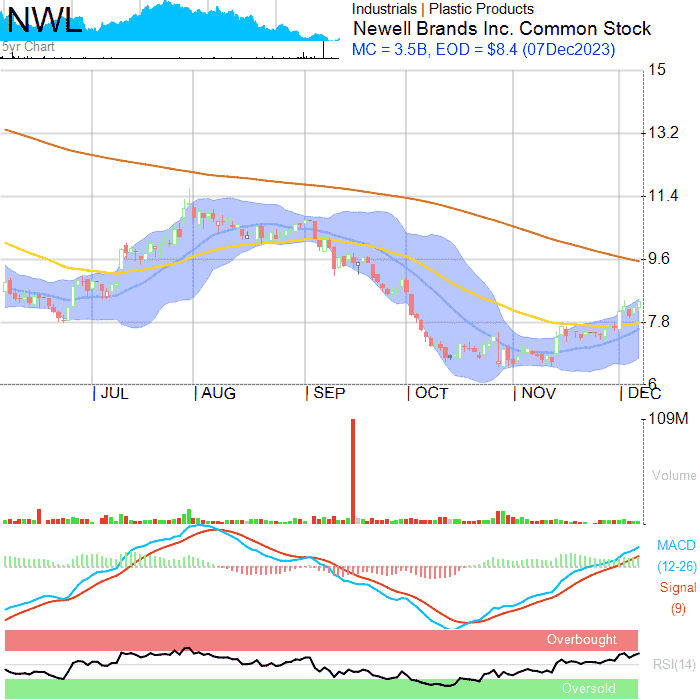 NWL
5yr Chart
Industrials | Plastic Products
Newell Brands Inc. Common Stock
MC = 3.5B, EOD = $8.4 (07Dec2023)
15
13.2
11.4
9.6
7.8
6
JUL AUG SEP OCT NOV DEC
109M
Volume
MACD
(12-26)
Signal
(9)
Overbought
RSI(14)
Oversold